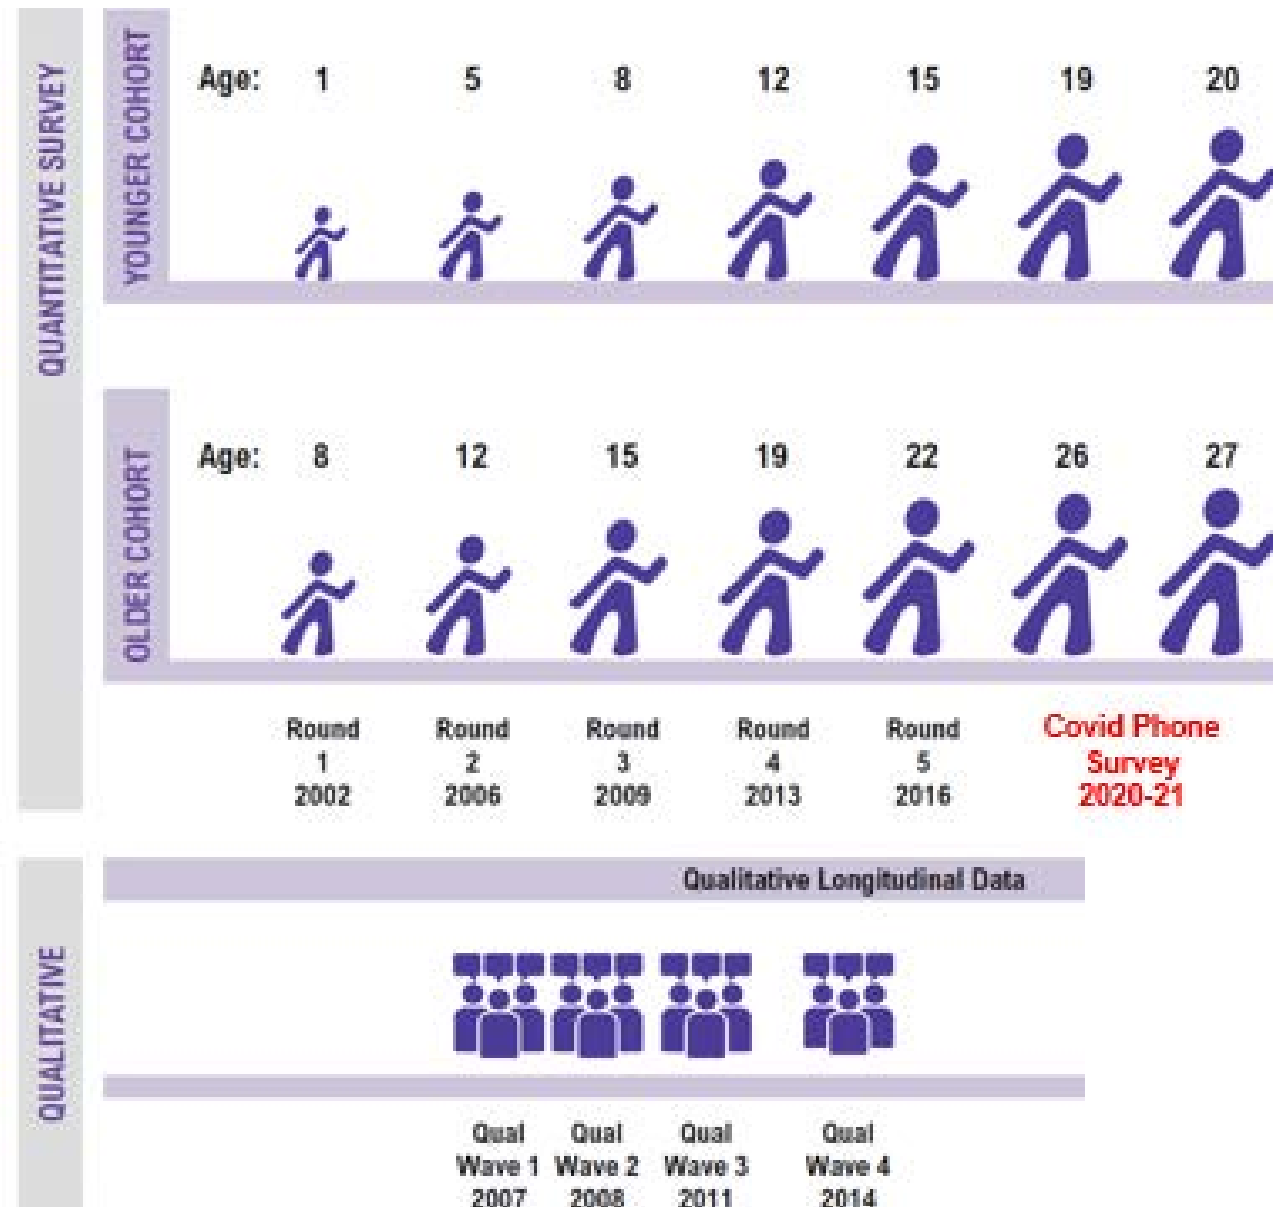 QUANTITATIVE SURVEY
YOUNGER COHORT
Age: 1 5 8 12 15 19 20
OLDER COHORT
Age: 8 12 15 19 22 26 27
Round
1
2002
Round
2
2006
Round
3
2009
Round
4
2013
Round
5
2016
Covid Phone
Survey
2020-21
QUALITATIVE
Qualitative Longitudinal Data
Qual
Wave 1
2007
Qual
Wave 2
2008
Qual
Wave 3
2011
Qual
Wave 4
2014